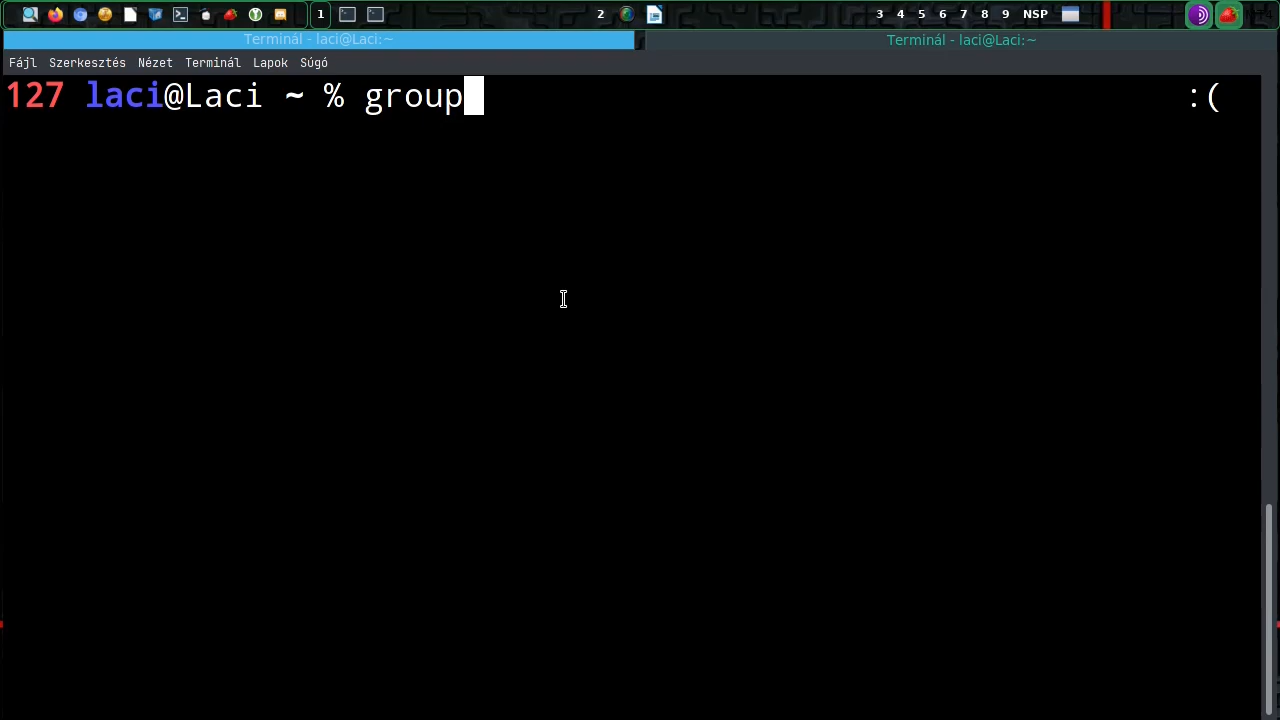 1 2 3 4 5 6 7 8 9 NSP
Terminál - laci@Laci:~ Terminál - laci@Laci:~
Fájl Szerkesztés Nézet Terminál Lapok Súgó
127 laci@Laci ~ % group :(